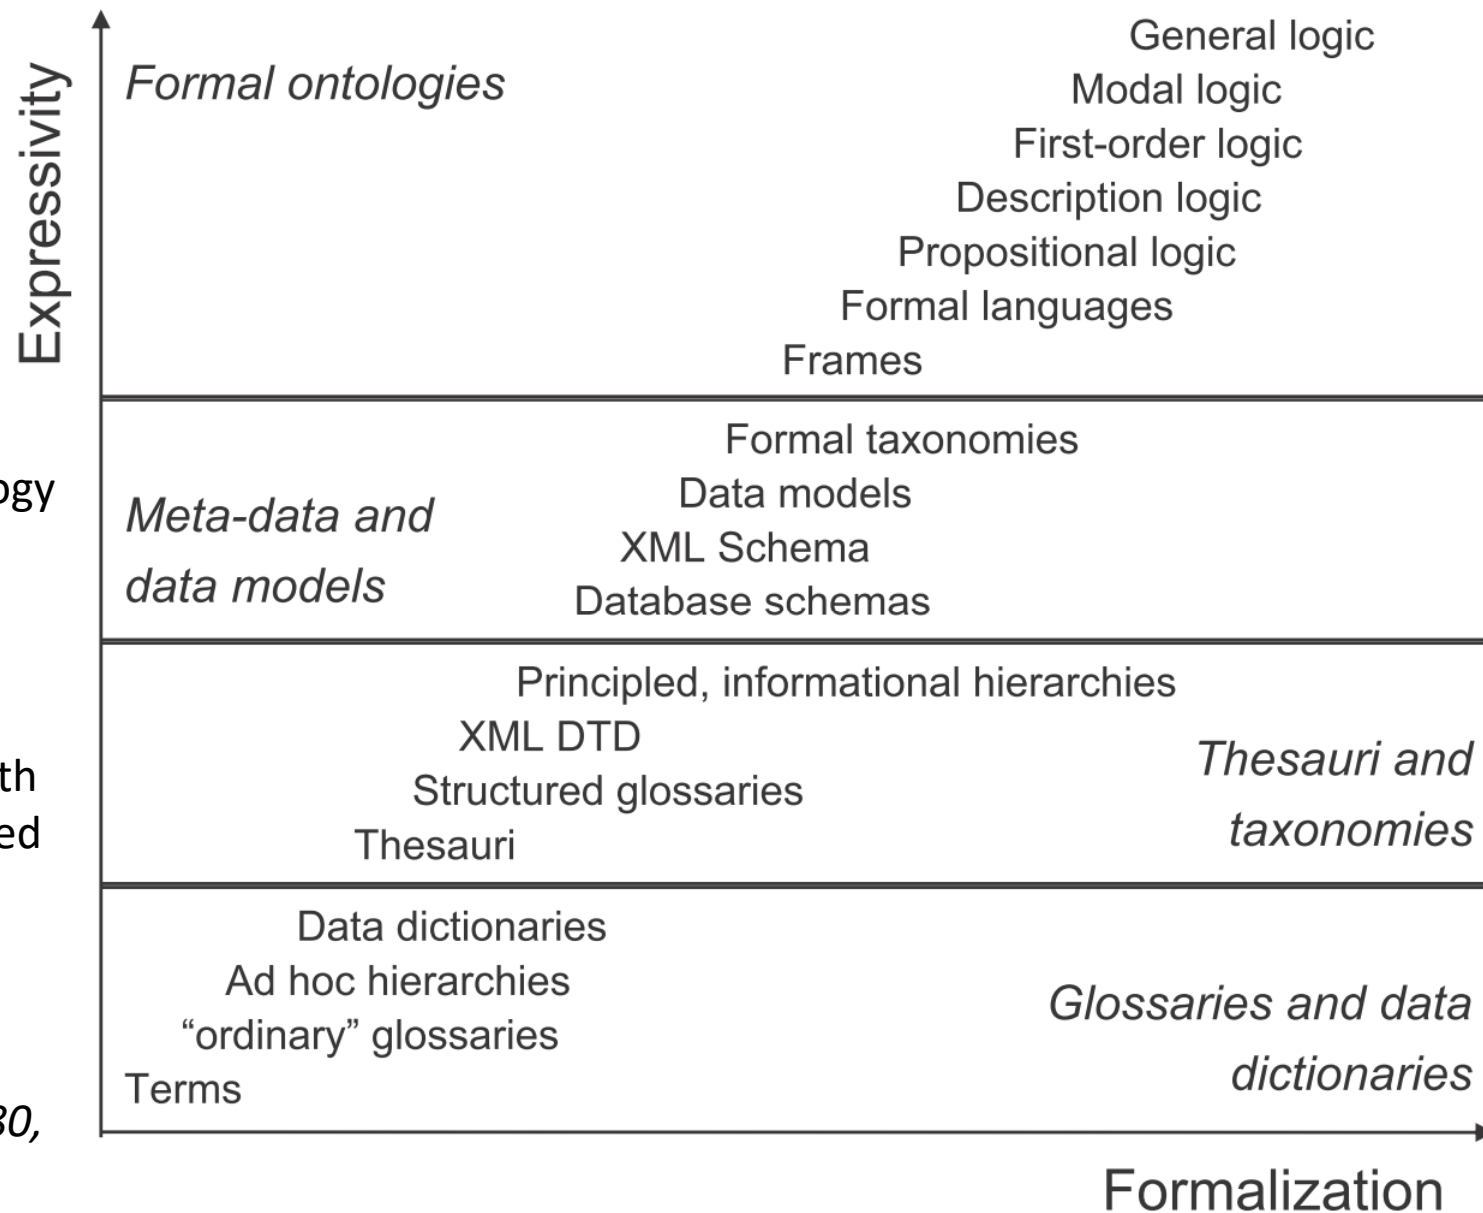 Expressivity
Formal ontologies
General logic
Modal logic
First-order logic
Description logic
Propositional logic
Formal languages
Frames
Meta-data and
data models
Formal taxonomies
Data models
XML Schema
Database schemas
Principled, informational hierarchies
XML DTD
Structured glossaries
Thesauri
Thesauri and
taxonomies
Data dictionaries
Ad hoc hierarchies
“ordinary” glossaries
Terms
Glossaries and data
dictionaries
Formalization